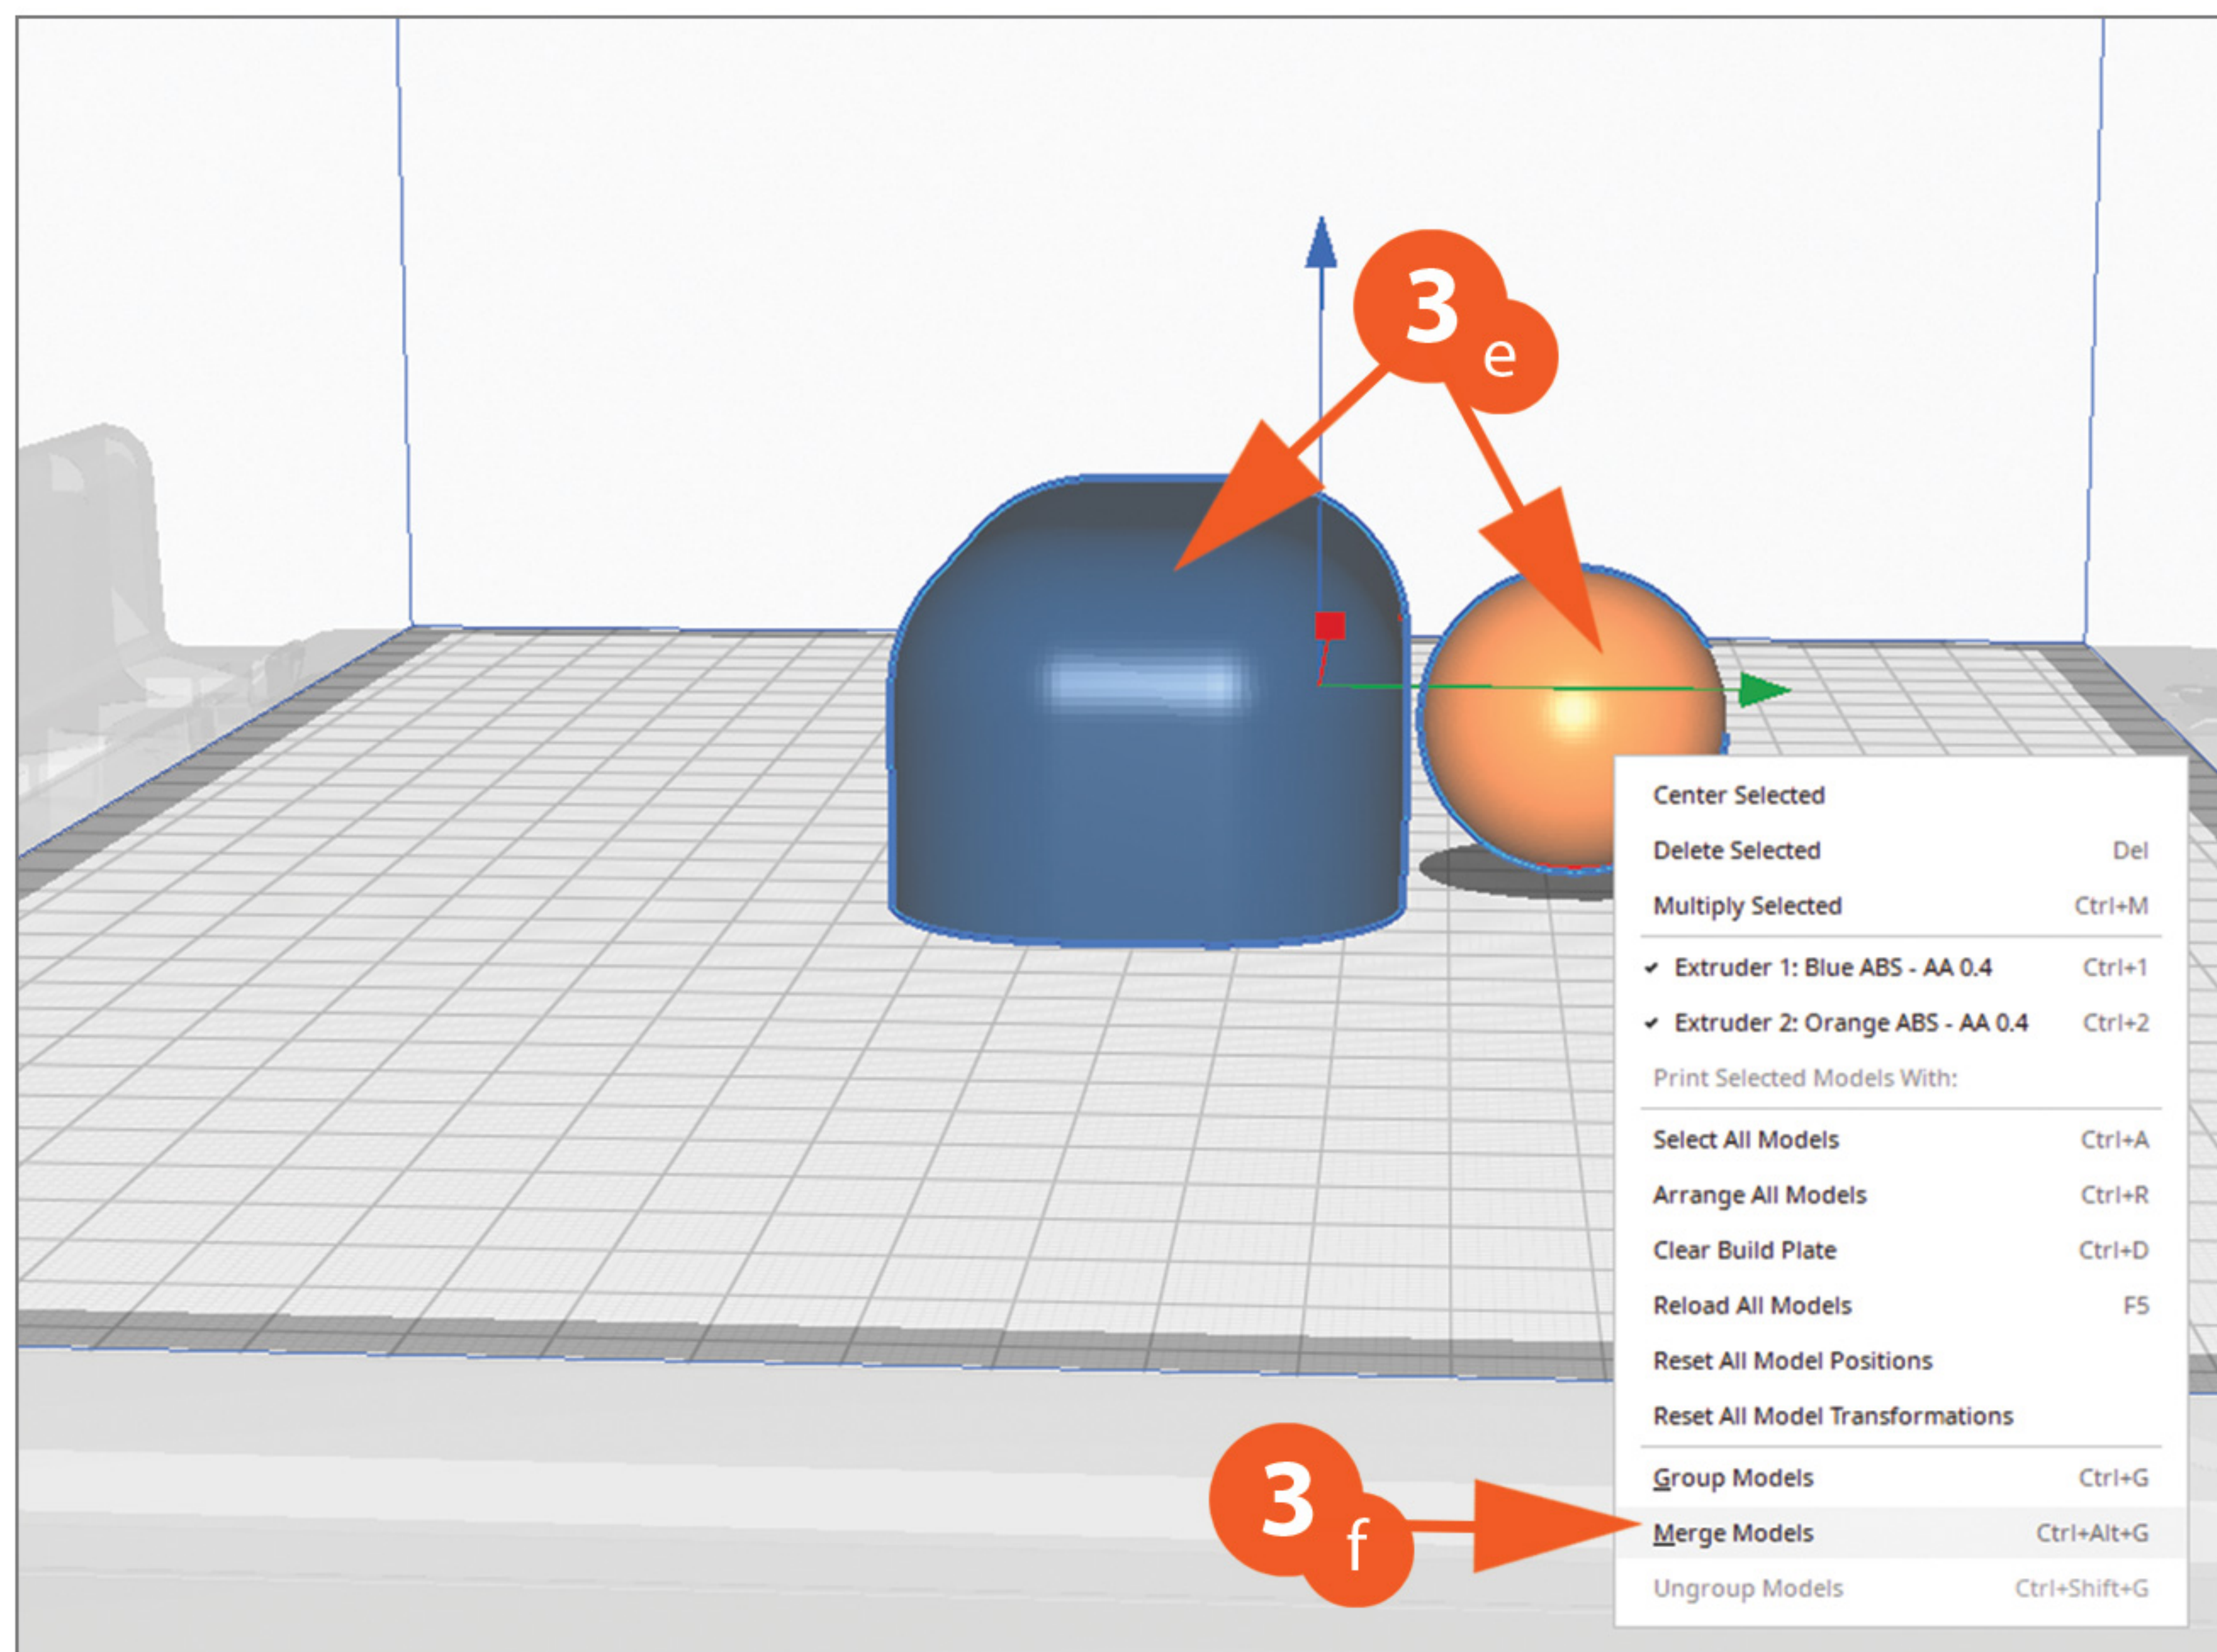 3
e
Center Selected
Delete Selected Del
Multiply Selected Ctrl+M
Extruder 1: Blue ABS - AA 0.4 Ctrl+1
Extruder 2: Orange ABS - AA 0.4 Ctrl+2
Print Selected Models With:
Select All Models Ctrl+A
Arrange All Models Ctrl+R
Clear Build Plate Ctrl+D
Reload All Models F5
Reset All Model Positions
Reset All Model Transformations
Group Models Ctrl+G
3
f
Merge Models Ctrl+Alt+G
Ungroup Models Ctrl+Shift+G